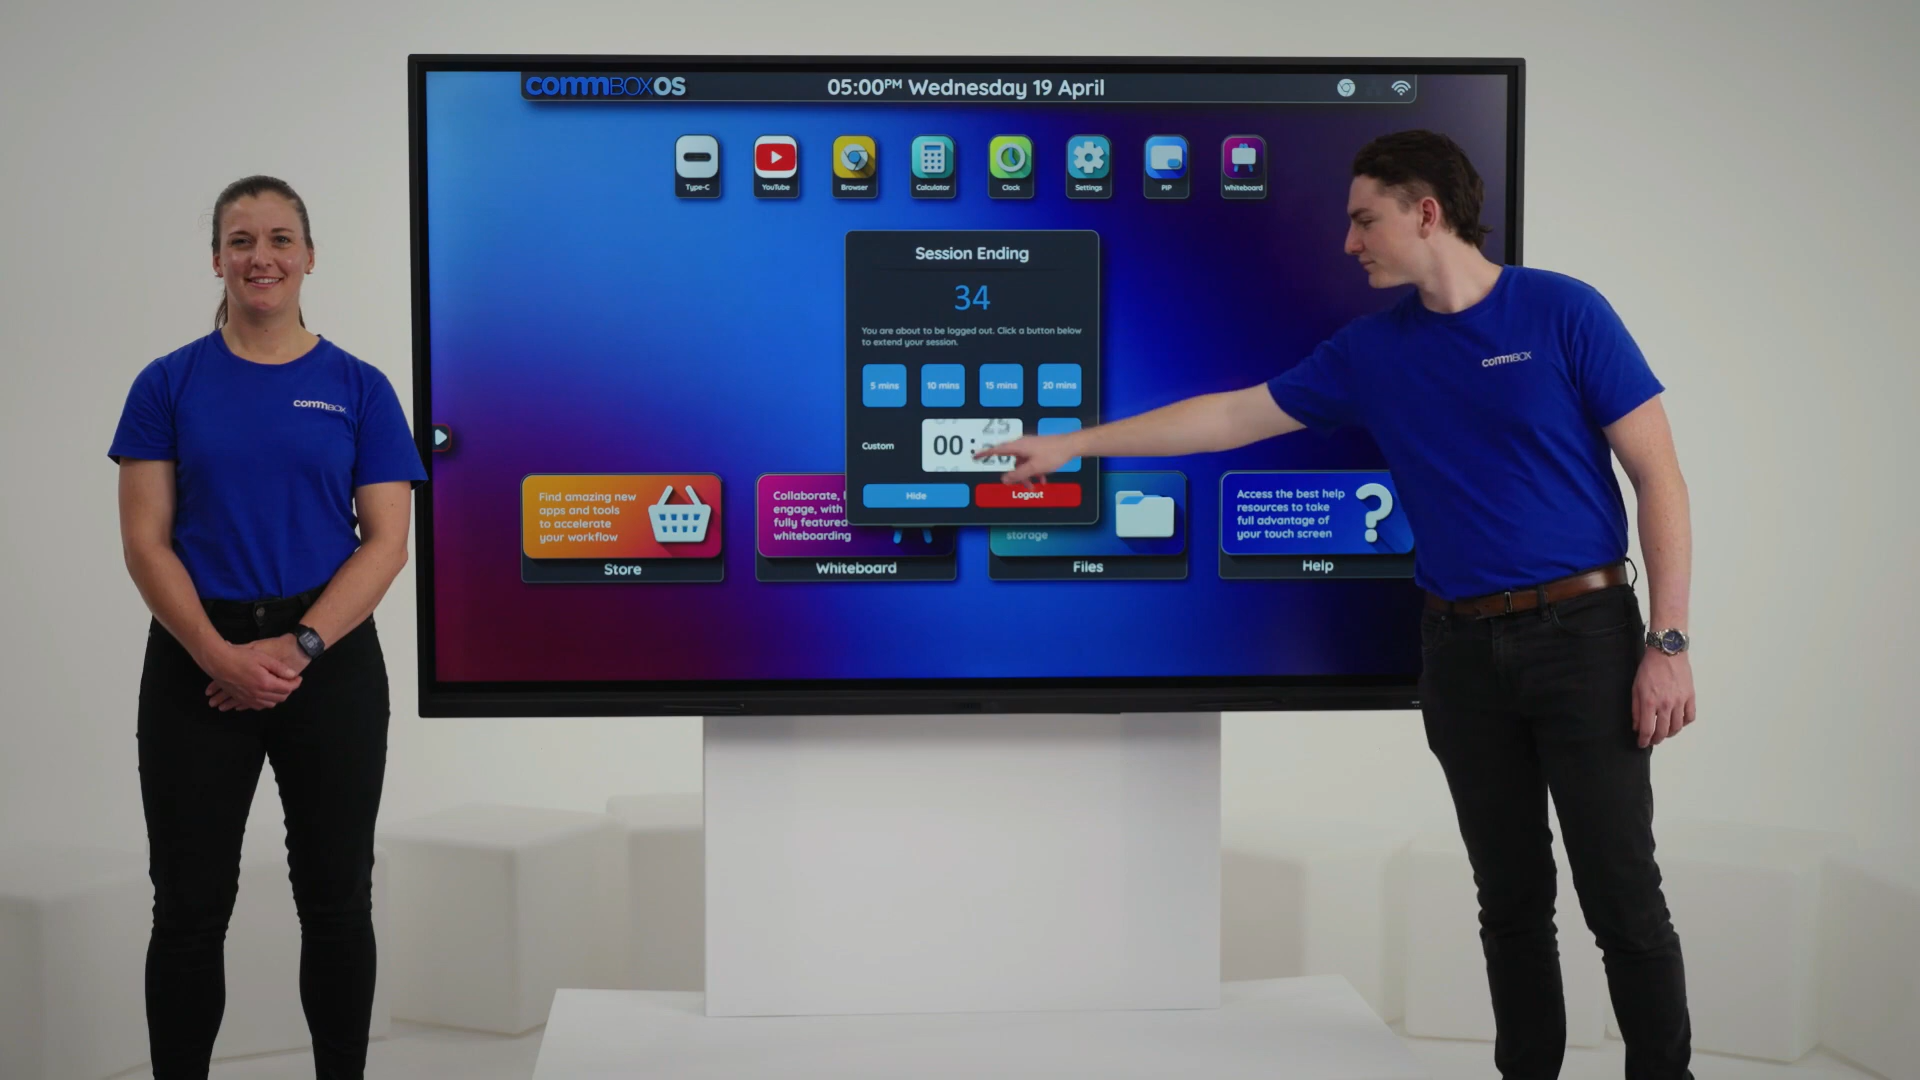 commBOXOS
05:00PM Wednesday 19 April
Type-C
YouTube
Browser
Calculator
Clock
Settings
PIP
Whiteboard
Session Ending
34
You are about to be logged out. Click a button below
to extend your session.
5 mins
10 mins
15 mins
20 mins
Custom
00 :
25
Hide
Logout
Find amazing new
apps and tools
to accelerate
your workflow
Store
Collaborate,
engage, with
fully featured
whiteboarding
Whiteboard
storage
Files
Access the best help
resources to take
full advantage of
your touch screen
Help
commBOX
commBOX